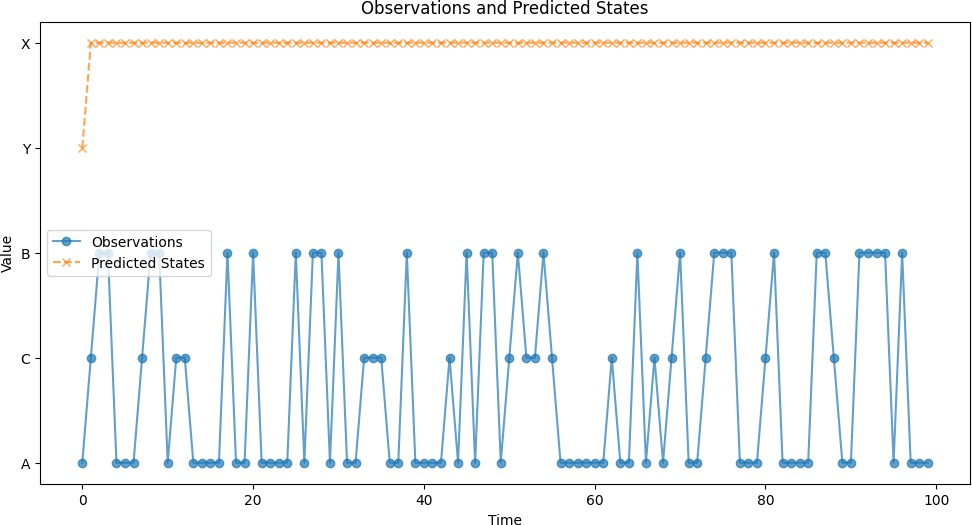 Observations and Predicted States
X
Y
B
C
A
Value
Observations
Predicted States
0
20
40
60
80
100
Time